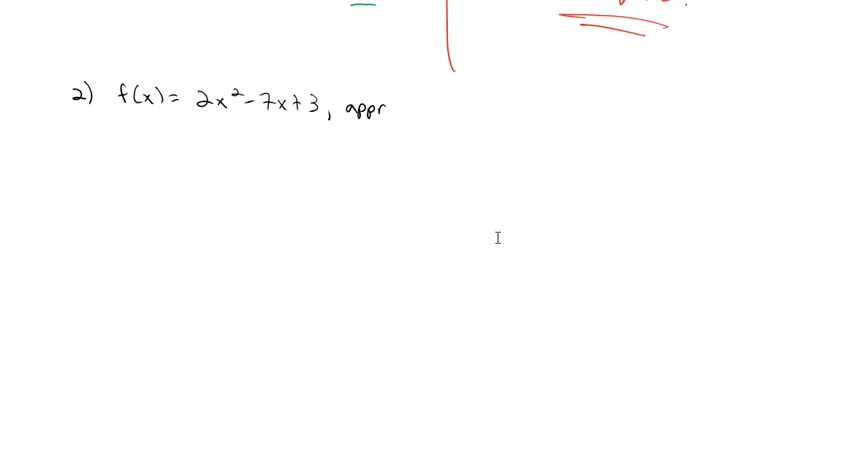 2) f(x) = 2x² - 7x + 3, appr